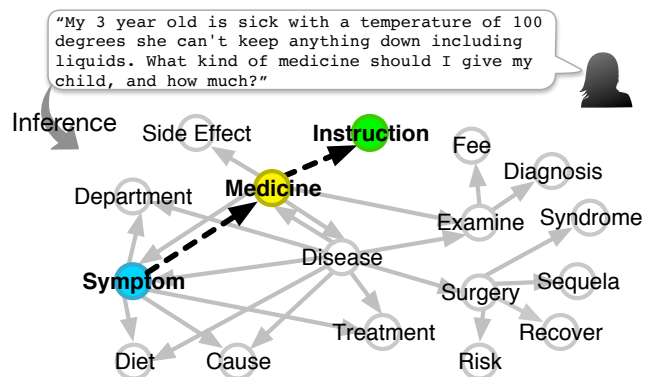 “My 3 year old is sick with a temperature of 100
degrees she can't keep anything down including
liquids. What kind of medicine should I give my
child, and how much?”
Inference
Side Effect
Instruction
Fee
Diagnosis
Department
Medicine
Examine
Syndrome
Disease
Symptom
Surgery
Sequela
Treatment
Recover
Diet
Cause
Risk